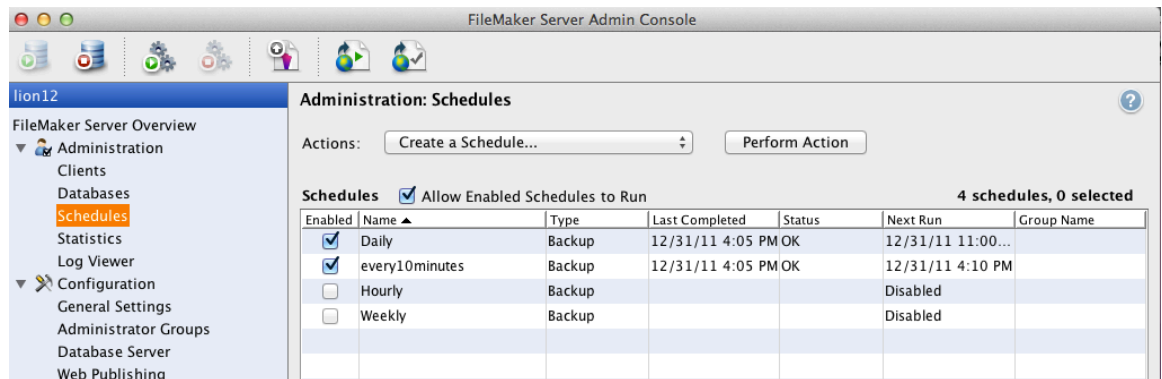 FileMaker Server Admin Console
lion12
FileMaker Server Overview
Administration
Clients
Databases
Schedules
Statistics
Log Viewer
Configuration
General Settings
Administrator Groups
Database Server
Web Publishing
Administration: Schedules
?
Actions: Create a Schedule... Perform Action
Schedules Allow Enabled Schedules to Run 4 schedules, 0 selected
Enabled Name Type Last Completed Status Next Run Group Name
Daily Backup 12/31/11 4:05 PM OK 12/31/11 11:00...
every10minutes Backup 12/31/11 4:05 PM OK 12/31/11 4:10 PM
Hourly Backup Disabled
Weekly Backup Disabled